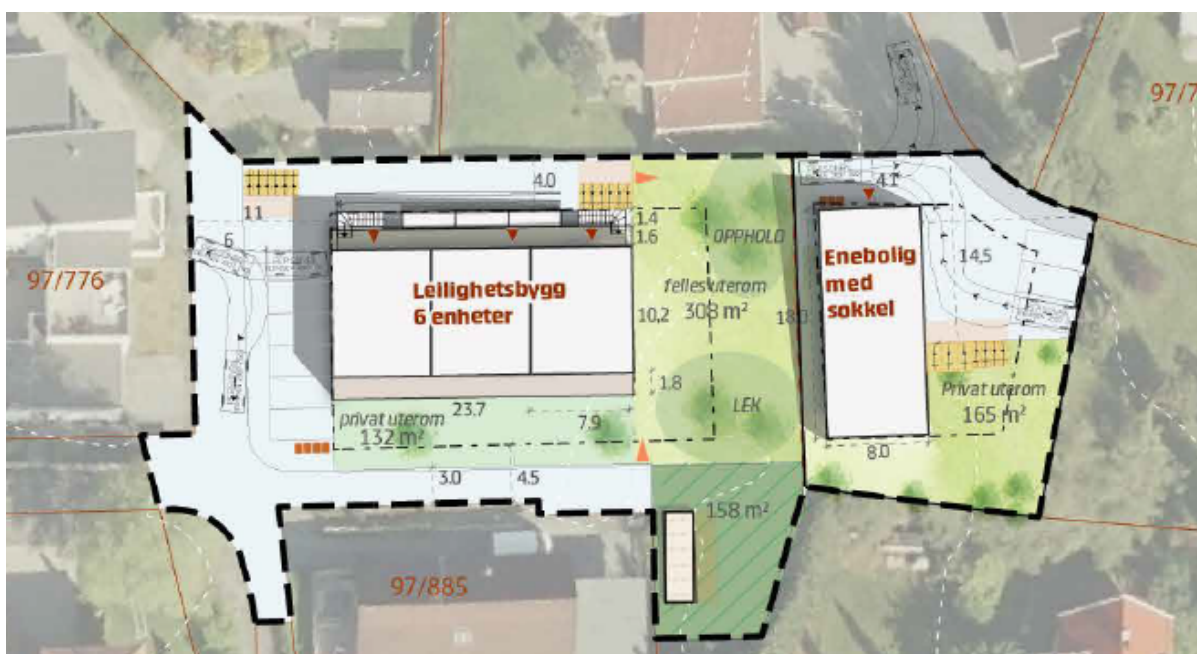 97/7
4.0
4.1
11
1.4
1.6
6
OPPHOLD
14,5
97/776
Leilighetsbygg
6 enheter
felles uterom
308 m²
Enebolig
med
sokkel
10,2
18.0
1.8
LEK
privat uterom
132 m²
23.7
7.9
Privat uterom
165 m²
8.0
3.0
4.5
158 m²
97/885